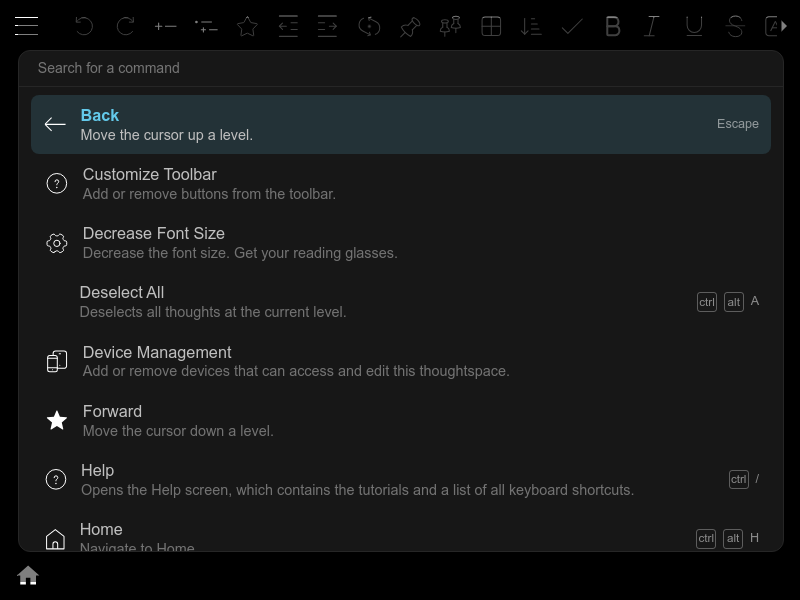 B I U S A
Search for a command
Back
Move the cursor up a level.
Escape
Customize Toolbar
Add or remove buttons from the toolbar.
Decrease Font Size
Decrease the font size. Get your reading glasses.
Deselect All
Deselects all thoughts at the current level.
ctrl alt A
Device Management
Add or remove devices that can access and edit this thoughtspace.
Forward
Move the cursor down a level.
Help
Opens the Help screen, which contains the tutorials and a list of all keyboard shortcuts.
ctrl /
Home
Navigate to Home
ctrl alt H